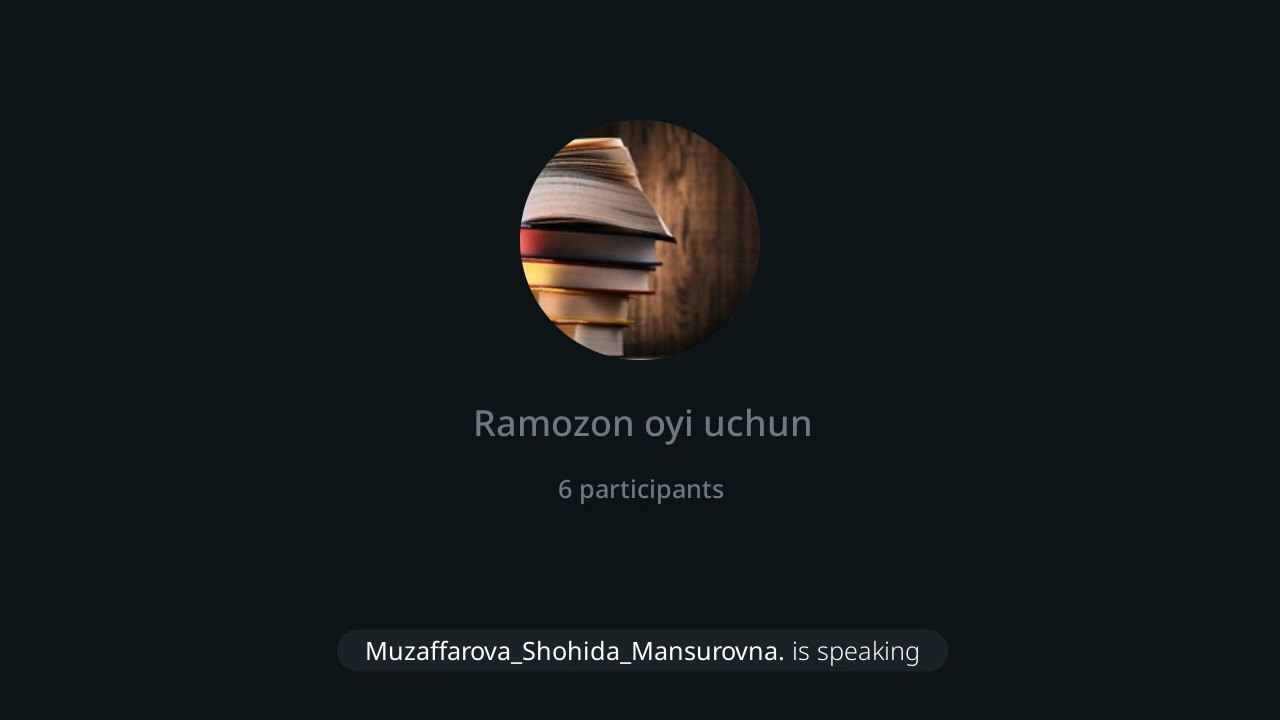 Ramozon oyi uchun
6 participants
Muzaffarova_Shohida_Mansurovna. is speaking